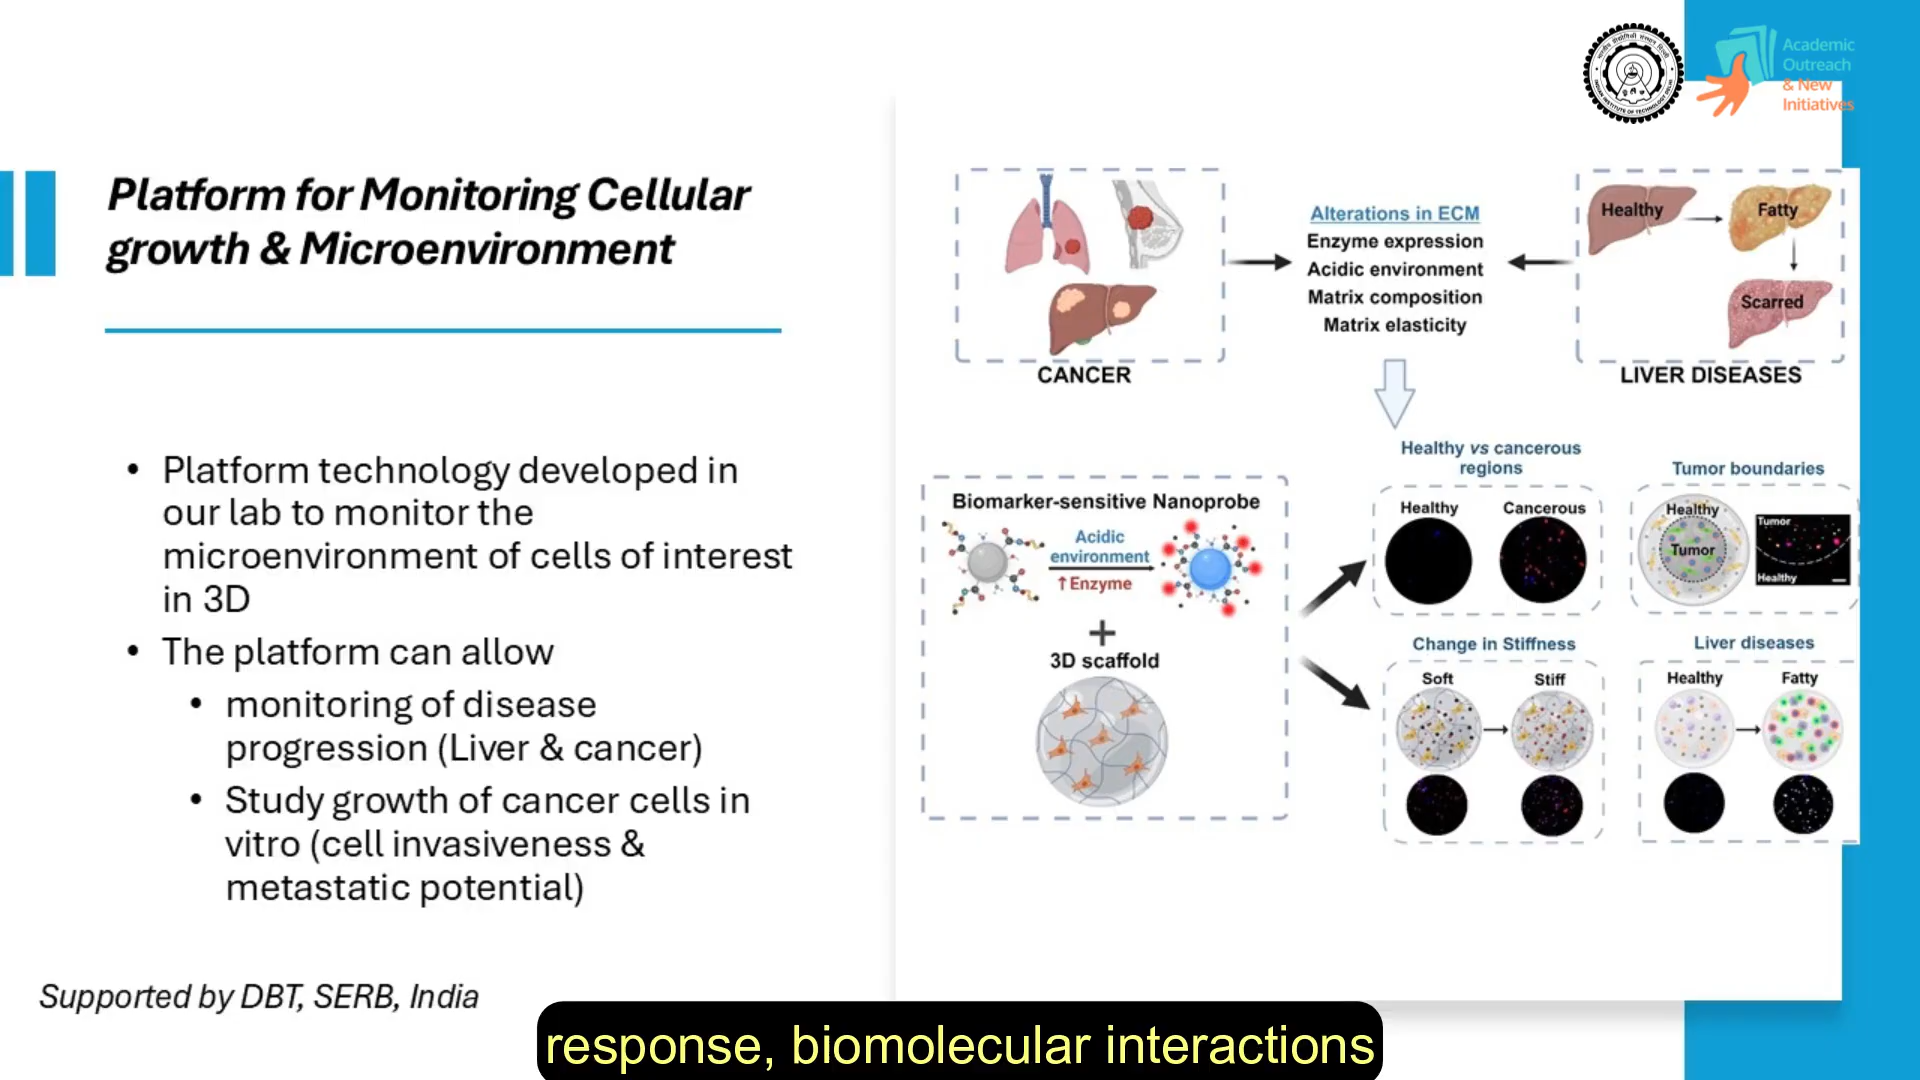 Academic
Outreach
& New
Initiatives
INDIAN INSTITUTE OF TECHNOLOGY DELHI
Platform for Monitoring Cellular
growth & Microenvironment
• Platform technology developed in
our lab to monitor the
microenvironment of cells of interest
in 3D
• The platform can allow
• monitoring of disease
progression (Liver & cancer)
• Study growth of cancer cells in
vitro (cell invasiveness &
metastatic potential)
Supported by DBT, SERB, India
CANCER
Alterations in ECM
Enzyme expression
Acidic environment
Matrix composition
Matrix elasticity
Healthy
Fatty
Scarred
LIVER DISEASES
Biomarker-sensitive Nanoprobe
Acidic
environment
↑Enzyme
+
3D scaffold
Healthy vs cancerous
regions
Healthy
Cancerous
Tumor boundaries
Healthy
Tumor
Tumor
Healthy
Change in Stiffness
Soft
Stiff
Liver diseases
Healthy
Fatty
response, biomolecular interactions